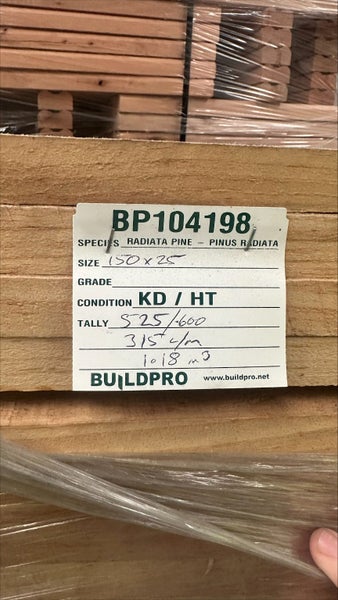 BP104198
SPECIES RADIATA PINE – PINUS RADIATA
SIZE 150 x 25
GRADE
CONDITION KD / HT
TALLY 525/.600
315 L/m
1.18 m3
BUILDPRO www.buildpro.net